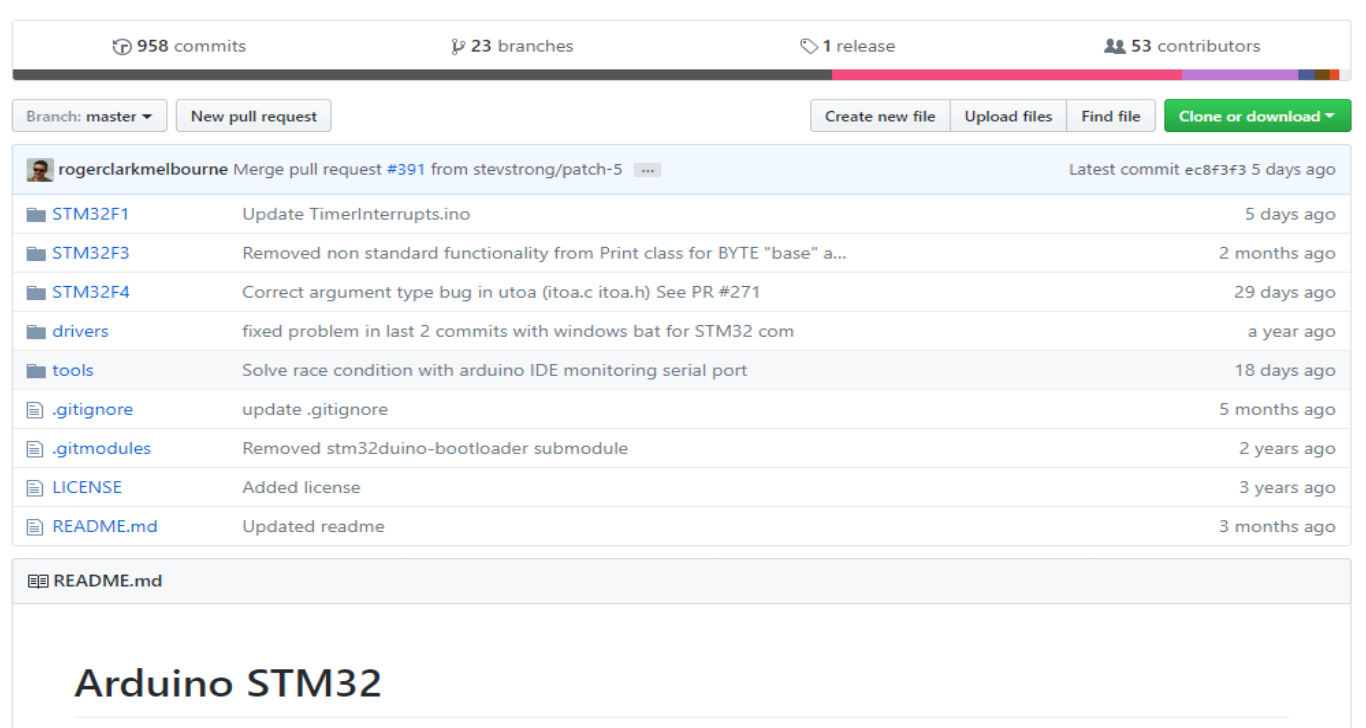 958 commits 23 branches 1 release 53 contributors
Branch: master New pull request Create new file Upload files Find file Clone or download
rogerclarkmelbourne Merge pull request #391 from stevstrong/patch-5 ... Latest commit ec8f3f3 5 days ago
STM32F1 Update TimerInterrupts.ino 5 days ago
STM32F3 Removed non standard functionality from Print class for BYTE "base" a... 2 months ago
STM32F4 Correct argument type bug in utoa (itoa.c itoa.h) See PR #271 29 days ago
drivers fixed problem in last 2 commits with windows bat for STM32 com a year ago
tools Solve race condition with arduino IDE monitoring serial port 18 days ago
.gitignore update .gitignore 5 months ago
.gitmodules Removed stm32duino-bootloader submodule 2 years ago
LICENSE Added license 3 years ago
README.md Updated readme 3 months ago
README.md
Arduino STM32